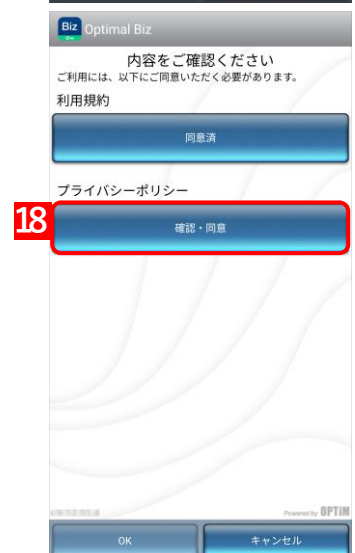 Biz
Optimal Biz
内容をご確認ください
ご利用には、以下にご同意いただく必要があります。
利用規約
同意済
プライバシーポリシー
18
確認・同意
Powered by OPTiM
OK
キャンセル